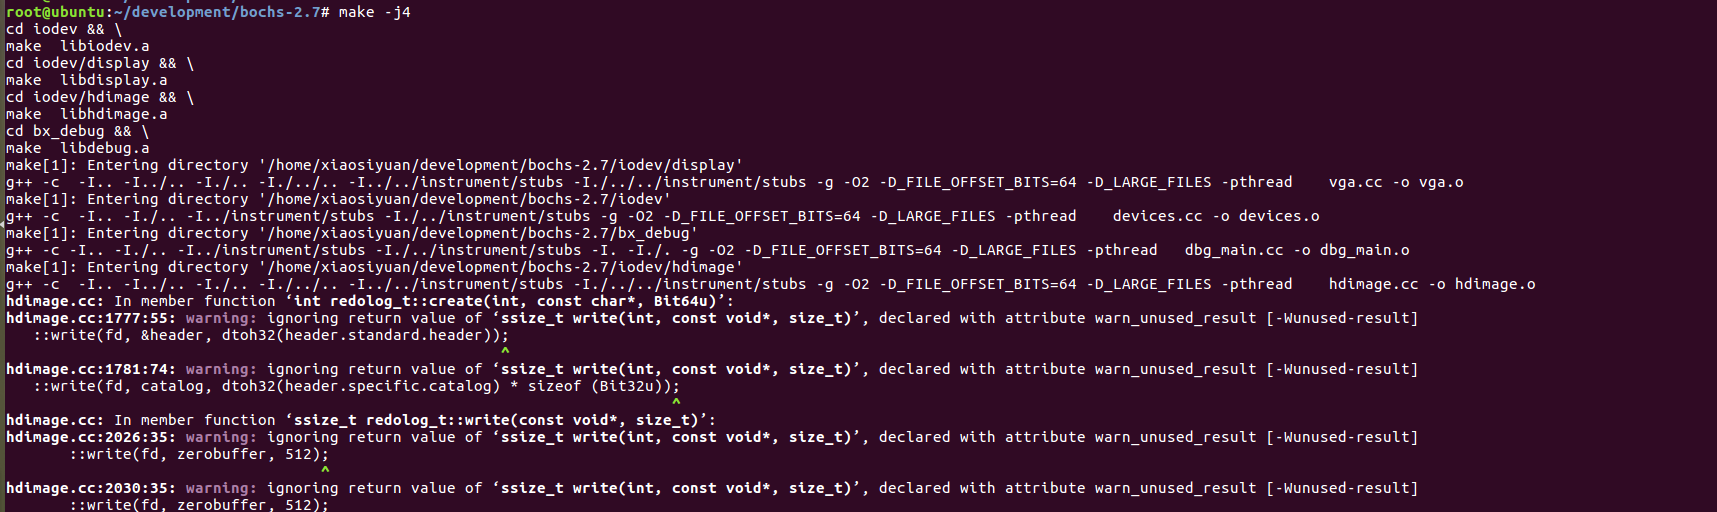 root@ubuntu:~/development/bochs-2.7# make -j4
cd iodev && \
make  libiodev.a
cd iodev/display && \
make  libdisplay.a
cd iodev/hdimage && \
make  libhdimage.a
cd bx_debug && \
make  libdebug.a
make[1]: Entering directory '/home/xiaosiyuan/development/bochs-2.7/iodev/display'
g++ -c  -I.. -I../.. -I./.. -I./../.. -I../../instrument/stubs -I./../../instrument/stubs -g -O2 -D_FILE_OFFSET_BITS=64 -D_LARGE_FILES -pthread    vga.cc -o vga.o
make[1]: Entering directory '/home/xiaosiyuan/development/bochs-2.7/iodev'
g++ -c  -I.. -I./.. -I../instrument/stubs -I./../instrument/stubs -g -O2 -D_FILE_OFFSET_BITS=64 -D_LARGE_FILES -pthread    devices.cc -o devices.o
make[1]: Entering directory '/home/xiaosiyuan/development/bochs-2.7/bx_debug'
g++ -c -I.. -I./.. -I../instrument/stubs -I./../instrument/stubs -I. -I./. -g -O2 -D_FILE_OFFSET_BITS=64 -D_LARGE_FILES -pthread   dbg_main.cc -o dbg_main.o
make[1]: Entering directory '/home/xiaosiyuan/development/bochs-2.7/iodev/hdimage'
g++ -c  -I.. -I../.. -I./.. -I./../.. -I../../instrument/stubs -I./../../instrument/stubs -g -O2 -D_FILE_OFFSET_BITS=64 -D_LARGE_FILES -pthread    hdimage.cc -o hdimage.o
hdimage.cc: In member function ‘int redolog_t::create(int, const char*, Bit64u)’:
hdimage.cc:1777:55: warning: ignoring return value of ‘ssize_t write(int, const void*, size_t)’, declared with attribute warn_unused_result [-Wunused-result]
   ::write(fd, &header, dtoh32(header.standard.header));
^
hdimage.cc:1781:74: warning: ignoring return value of ‘ssize_t write(int, const void*, size_t)’, declared with attribute warn_unused_result [-Wunused-result]
   ::write(fd, catalog, dtoh32(header.specific.catalog) * sizeof (Bit32u));
^
hdimage.cc: In member function ‘ssize_t redolog_t::write(const void*, size_t)’:
hdimage.cc:2026:35: warning: ignoring return value of ‘ssize_t write(int, const void*, size_t)’, declared with attribute warn_unused_result [-Wunused-result]
       ::write(fd, zerobuffer, 512);
^
hdimage.cc:2030:35: warning: ignoring return value of ‘ssize_t write(int, const void*, size_t)’, declared with attribute warn_unused_result [-Wunused-result]
       ::write(fd, zerobuffer, 512);